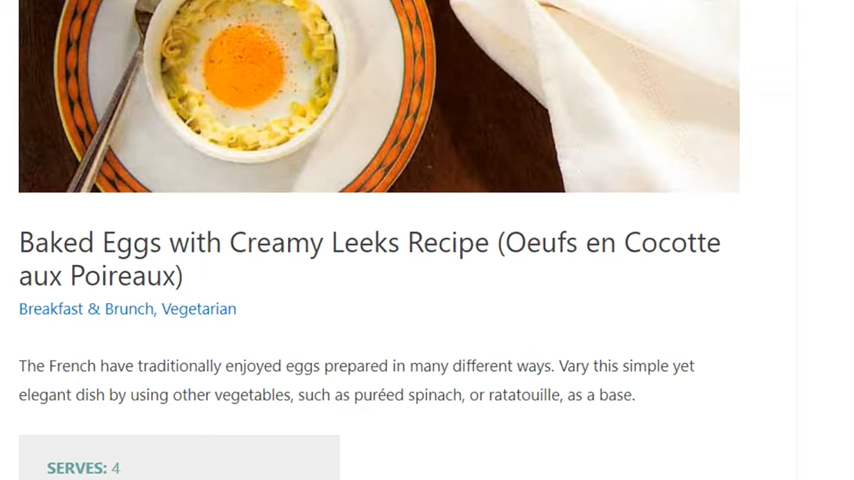 Baked Eggs with Creamy Leeks Recipe (Oeufs en Cocotte
aux Poireaux)
Breakfast & Brunch, Vegetarian
The French have traditionally enjoyed eggs prepared in many different ways. Vary this simple yet
elegant dish by using other vegetables, such as puréed spinach, or ratatouille, as a base.
SERVES: 4